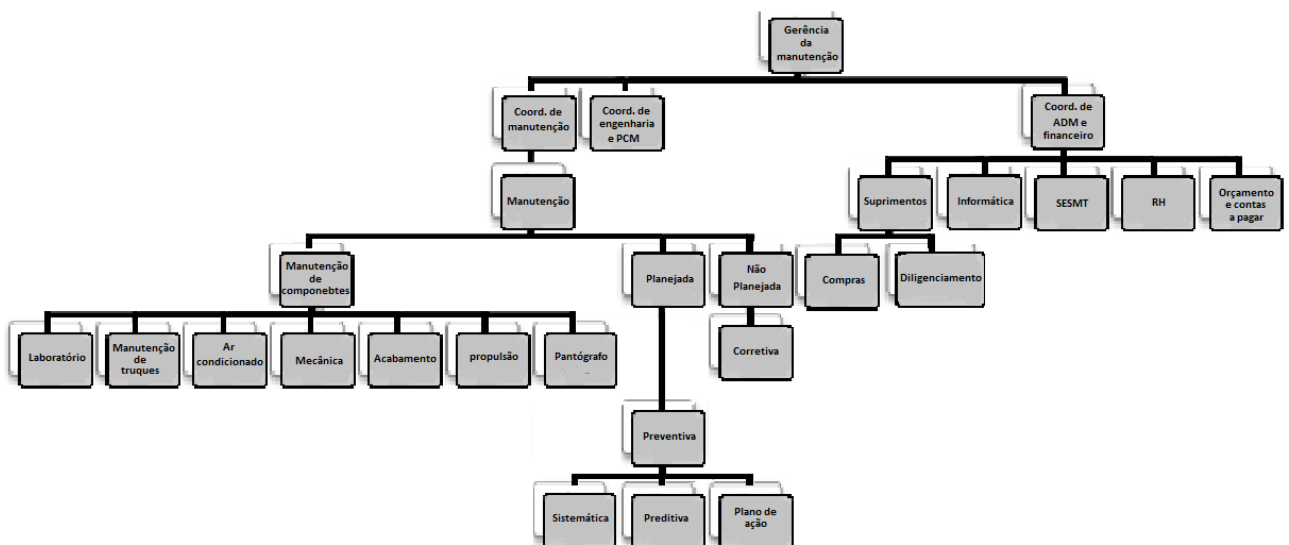 Gerência
da
manutenção
Coord. de
manutenção
Coord. de
engenharia
e PCM
Coord. de
ADM e
financeiro
Manutenção
Suprimentos
Informática
SESMT
RH
Orçamento
e contas
a pagar
Manutenção
de
componebtes
Planejada
Não
Planejada
Compras
Diligenciamento
Laboratório
Manutenção
de
truques
Ar
condicionado
Mecânica
Acabamento
propulsão
Pantógrafo
Corretiva
Preventiva
Sistemática
Preditiva
Plano de
ação